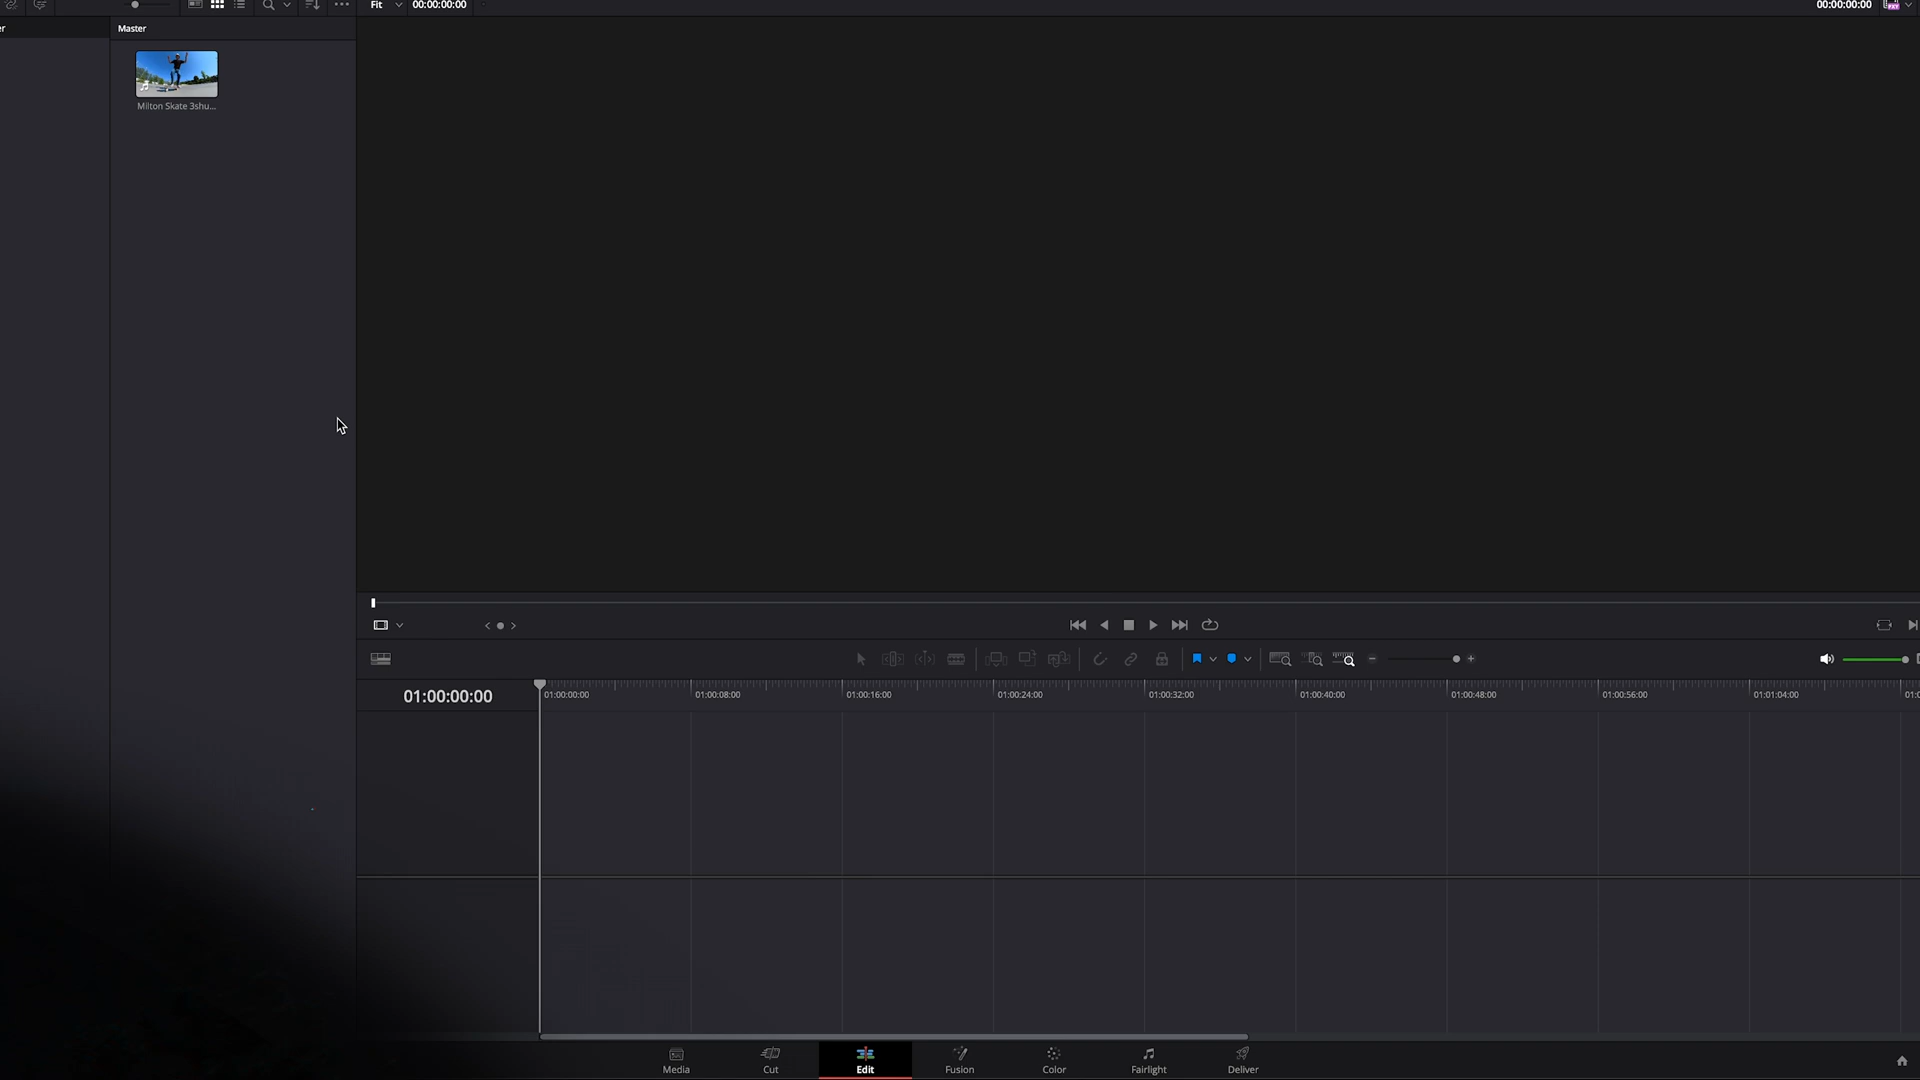 Fit 00:00:00:00 00:00:00:00
er Master
Milton Skate 3shu...
01:00:00:00 01:00:00:00 01:00:08:00 01:00:16:00 01:00:24:00 01:00:32:00 01:00:40:00 01:00:48:00 01:00:56:00 01:01:04:00 01:0
Media Cut Edit Fusion Color Fairlight Deliver